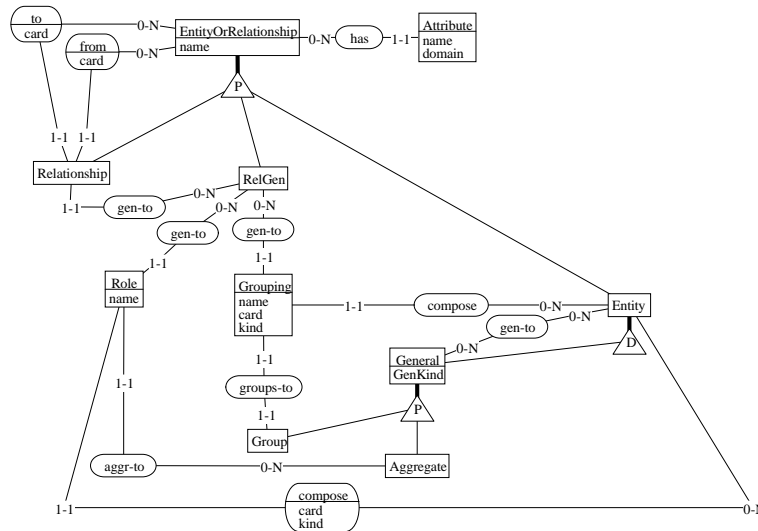 to
card
0-N
EntityOrRelationship
name
0-N
has
1-1
Attribute
name
domain
from
card
0-N
P
1-1
1-1
Relationship
RelGen
1-1
gen-to
0-N
0-N
0-N
gen-to
gen-to
1-1
1-1
Role
name
Grouping
name
card
kind
1-1
compose
0-N
Entity
gen-to
0-N
0-N
D
General
GenKind
1-1
1-1
groups-to
P
1-1
Group
aggr-to
0-N
Aggregate
1-1
compose
card
kind
0-N